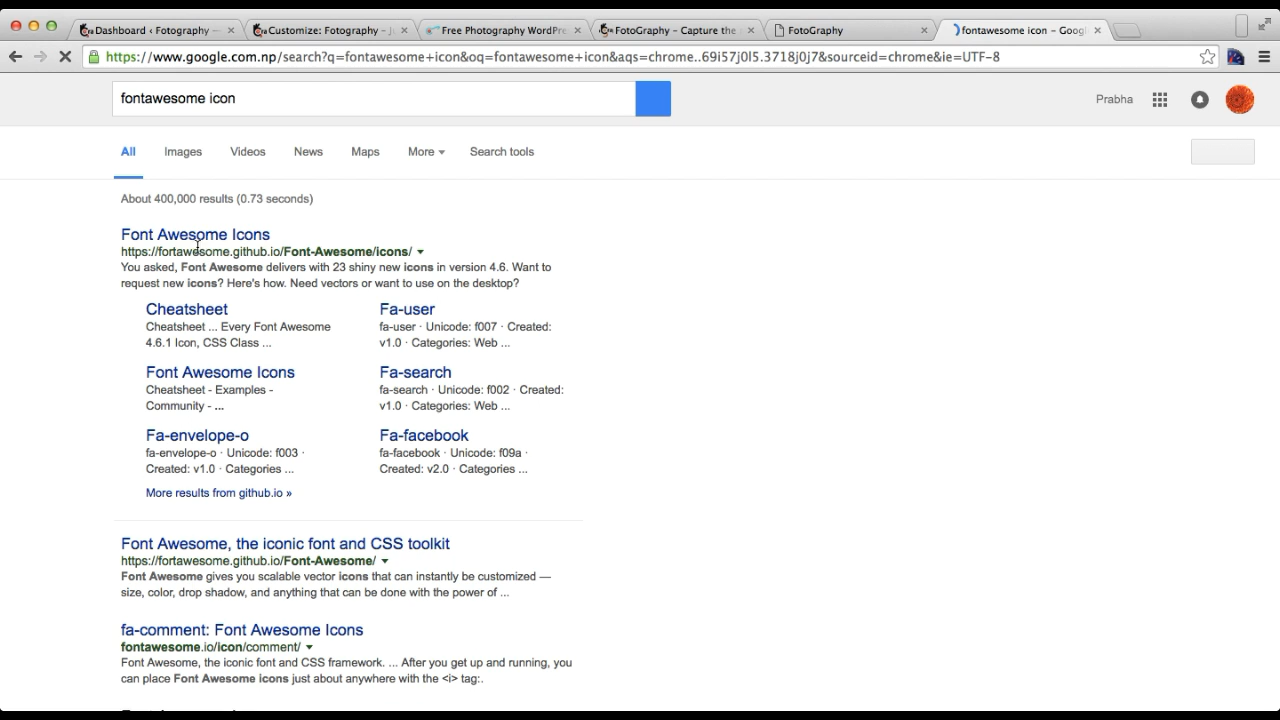 Dashboard ‹ Fotography —
Customize: Fotography –
Free Photography WordPre
FotoGraphy – Capture the
FotoGraphy
fontawesome icon – Goog
https://www.google.com.np/search?q=fontawesome+icon&oq=fontawesome+icon&aqs=chrome..69i57j0l5.3718j0j7&sourceid=chrome&ie=UTF-8
fontawesome icon
Prabha
All Images Videos News Maps More Search tools
About 400,000 results (0.73 seconds)
Font Awesome Icons
https://fortawesome.github.io/Font-Awesome/icons/
You asked, Font Awesome delivers with 23 shiny new icons in version 4.6. Want to
request new icons? Here's how. Need vectors or want to use on the desktop?
Cheatsheet
Cheatsheet ... Every Font Awesome
4.6.1 Icon, CSS Class ...
Fa-user
fa-user · Unicode: f007 · Created:
v1.0 · Categories: Web ...
Font Awesome Icons
Cheatsheet - Examples -
Community - ...
Fa-search
fa-search · Unicode: f002 · Created:
v1.0 · Categories: Web ...
Fa-envelope-o
fa-envelope-o · Unicode: f003 ·
Created: v1.0 · Categories ...
Fa-facebook
fa-facebook · Unicode: f09a ·
Created: v2.0 · Categories ...
More results from github.io »
Font Awesome, the iconic font and CSS toolkit
https://fortawesome.github.io/Font-Awesome/
Font Awesome gives you scalable vector icons that can instantly be customized —
size, color, drop shadow, and anything that can be done with the power of ...
fa-comment: Font Awesome Icons
fontawesome.io/icon/comment/
Font Awesome, the iconic font and CSS framework. ... After you get up and running, you
can place Font Awesome icons just about anywhere with the <i> tag:.